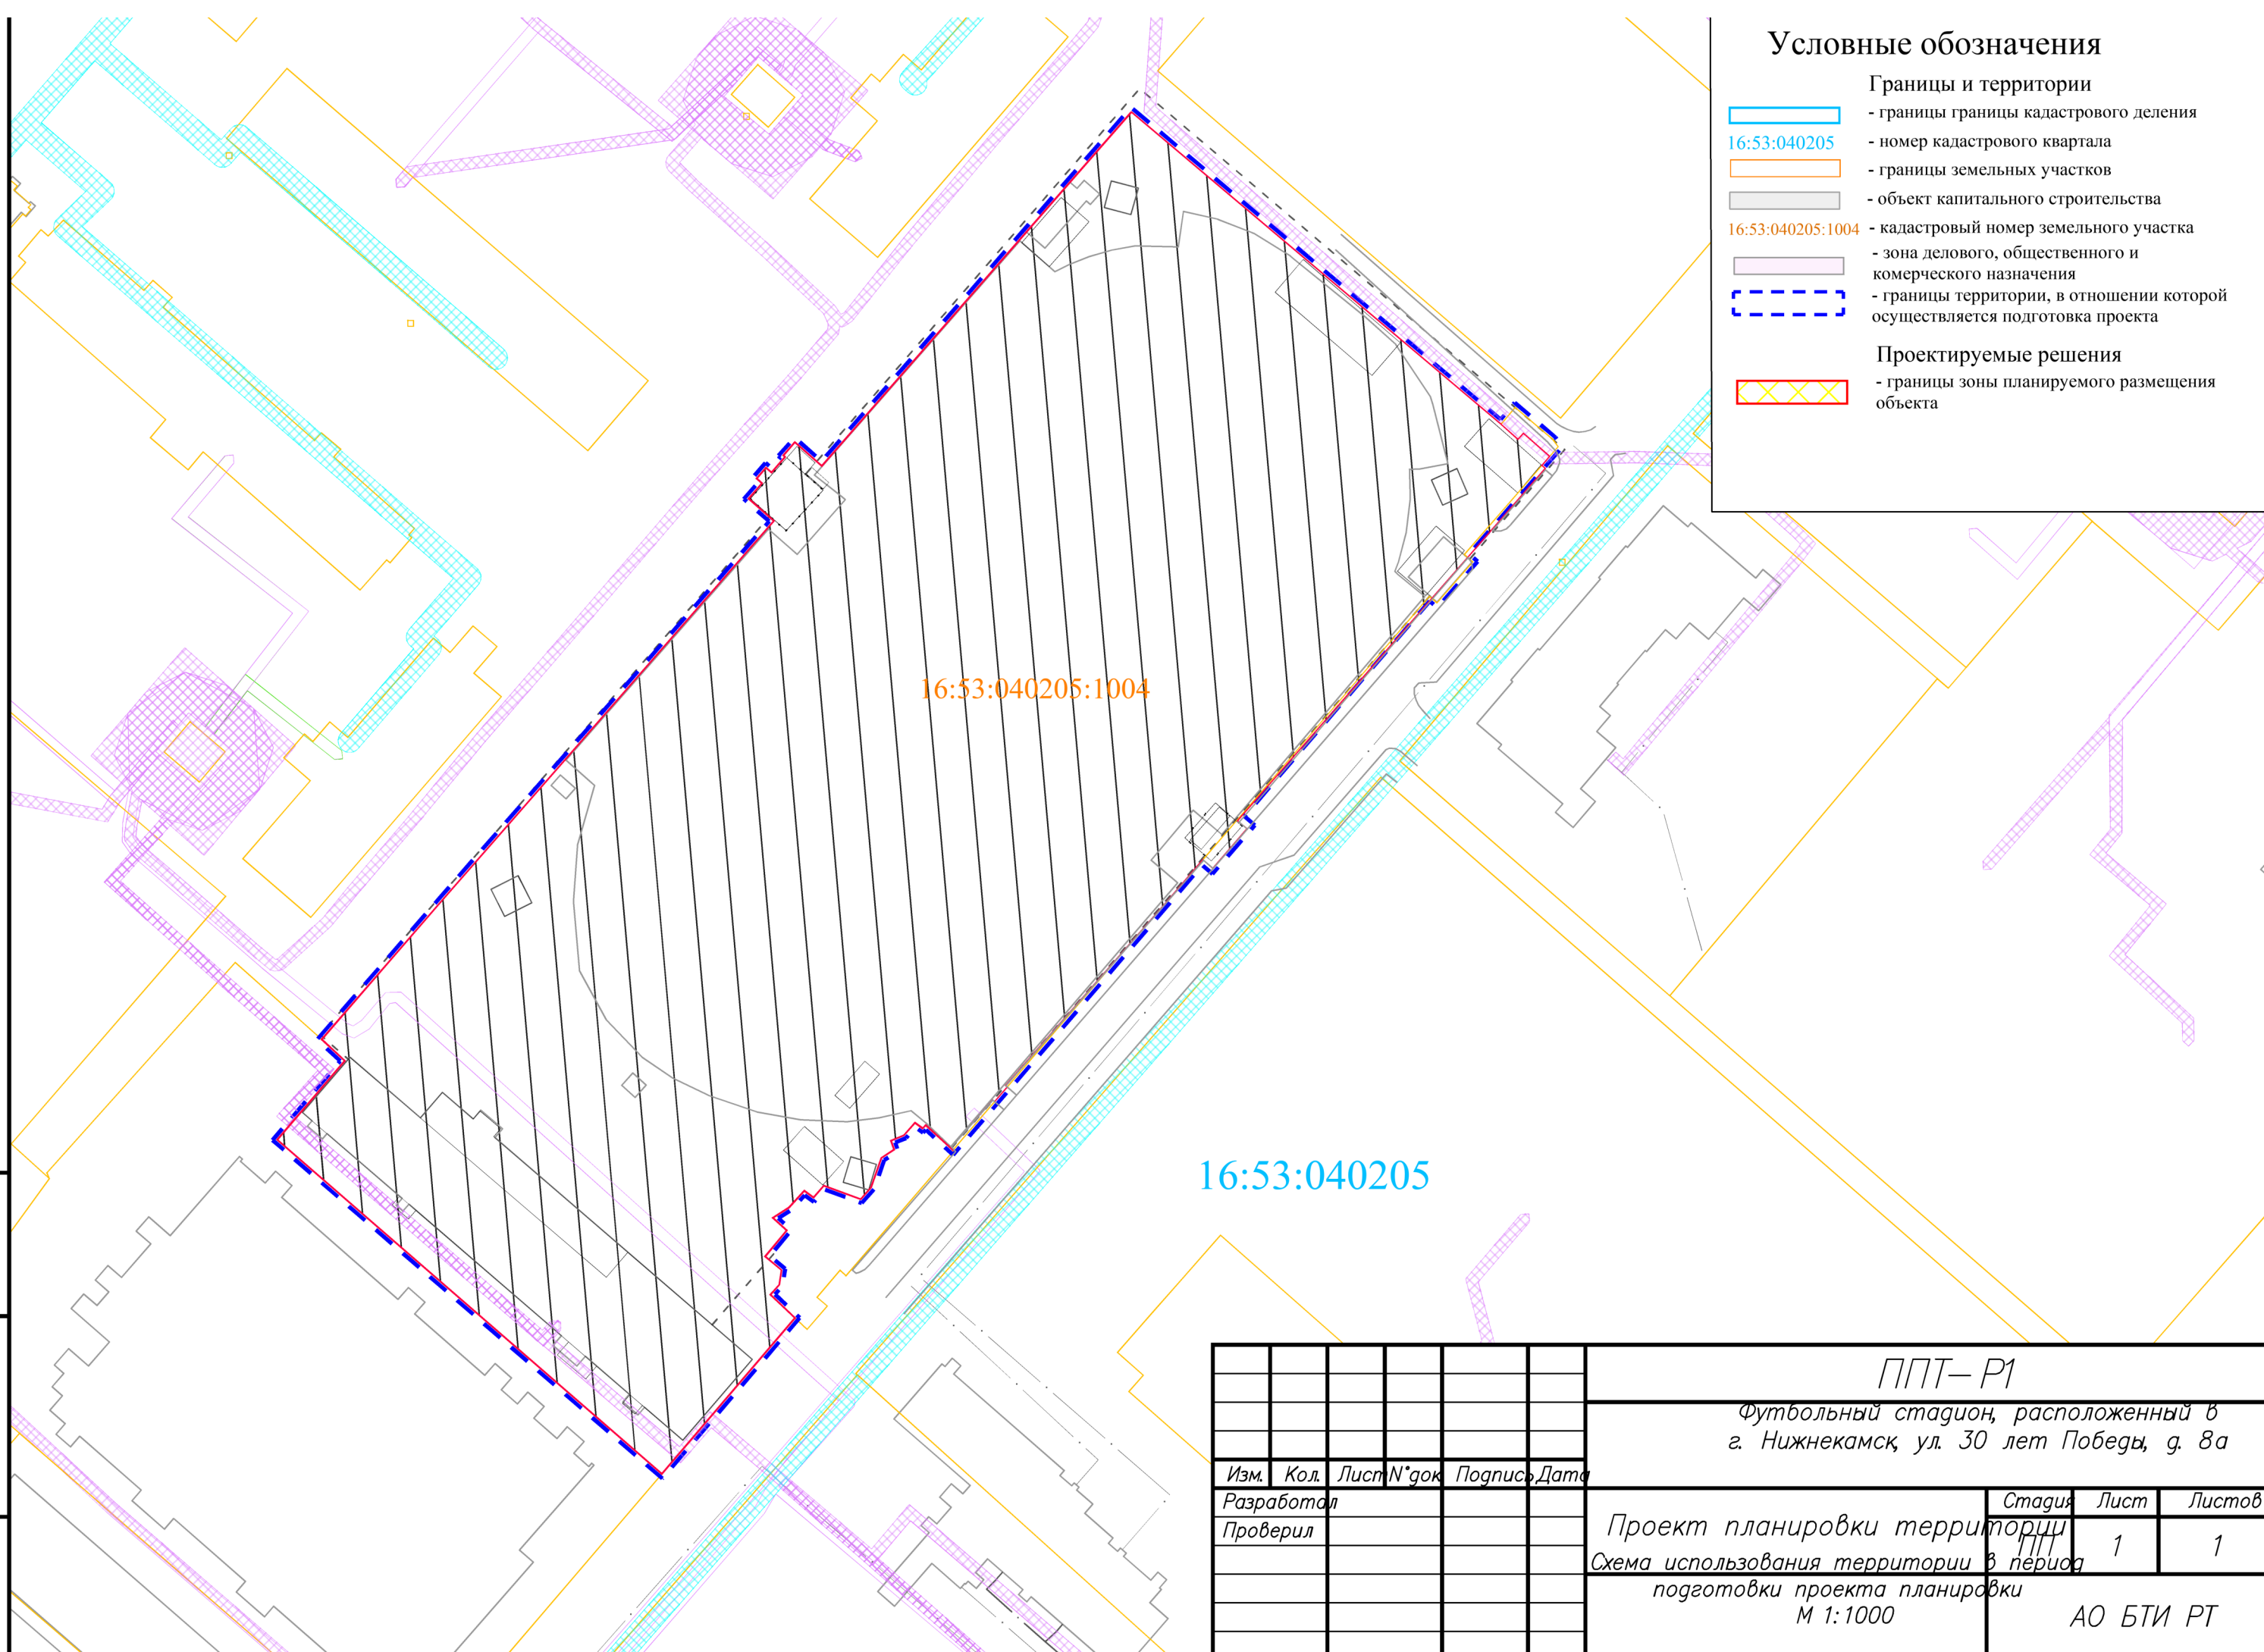 Условные обозначения
Границы и территории
- границы границы кадастрового деления
16:53:040205 - номер кадастрового квартала
- границы земельных участков
- объект капитального строительства
16:53:040205:1004 - кадастровый номер земельного участка
- зона делового, общественного и
комерческого назначения
- границы территории, в отношении которой
осуществляется подготовка проекта
Проектируемые решения
- границы зоны планируемого размещения
объекта
16:53:040205:1004
16:53:040205
ППТ-Р1
Футбольный стадион, расположенный в
г. Нижнекамск, ул. 30 лет Победы, д. 8а
Изм. Кол. Лист N°док Подпись Дата
Разработал
Проверил
Проект планировки территории
Схема использования территории в период
подготовки проекта планировки
М 1:1000
Стадия Лист Листов
ПП 1 1
АО БТИ РТ